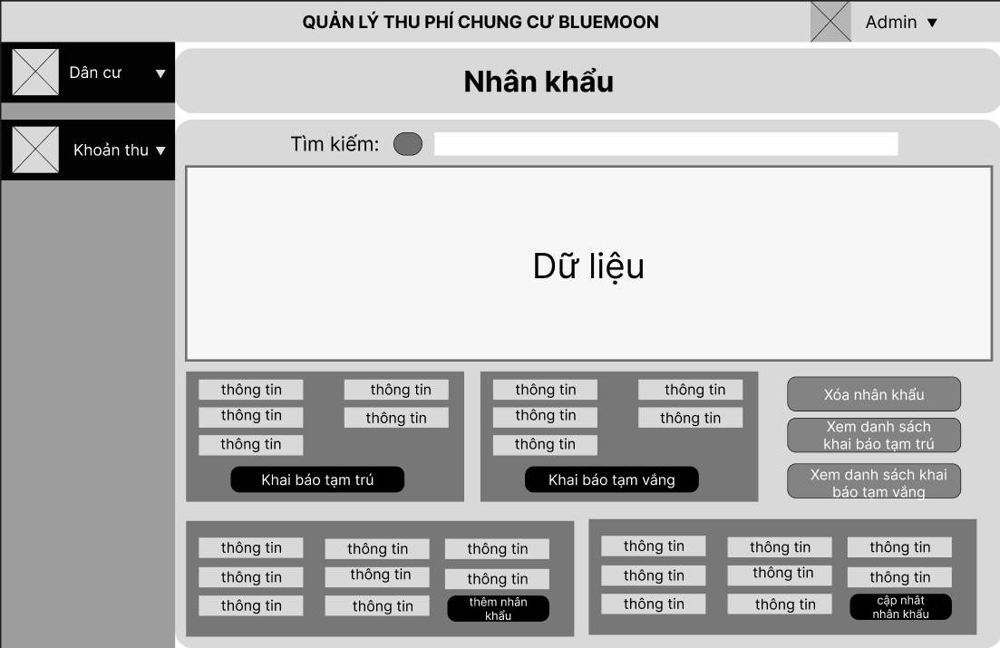 QUẢN LÝ THU PHÍ CHUNG CƯ BLUEMOON
Admin ▼
Dân cư ▼
Khoản thu ▼
Nhân khẩu
Tìm kiếm:
Dữ liệu
thông tin thông tin
thông tin thông tin
thông tin
Khai báo tạm trú
thông tin thông tin
thông tin thông tin
thông tin
Khai báo tạm vắng
Xóa nhân khẩu
Xem danh sách
khai báo tạm trú
Xem danh sách khai
báo tạm vắng
thông tin thông tin thông tin
thông tin thông tin thông tin
thông tin thông tin
thêm nhân
khẩu
thông tin thông tin thông tin
thông tin thông tin thông tin
thông tin thông tin
cập nhât
nhân khẩu